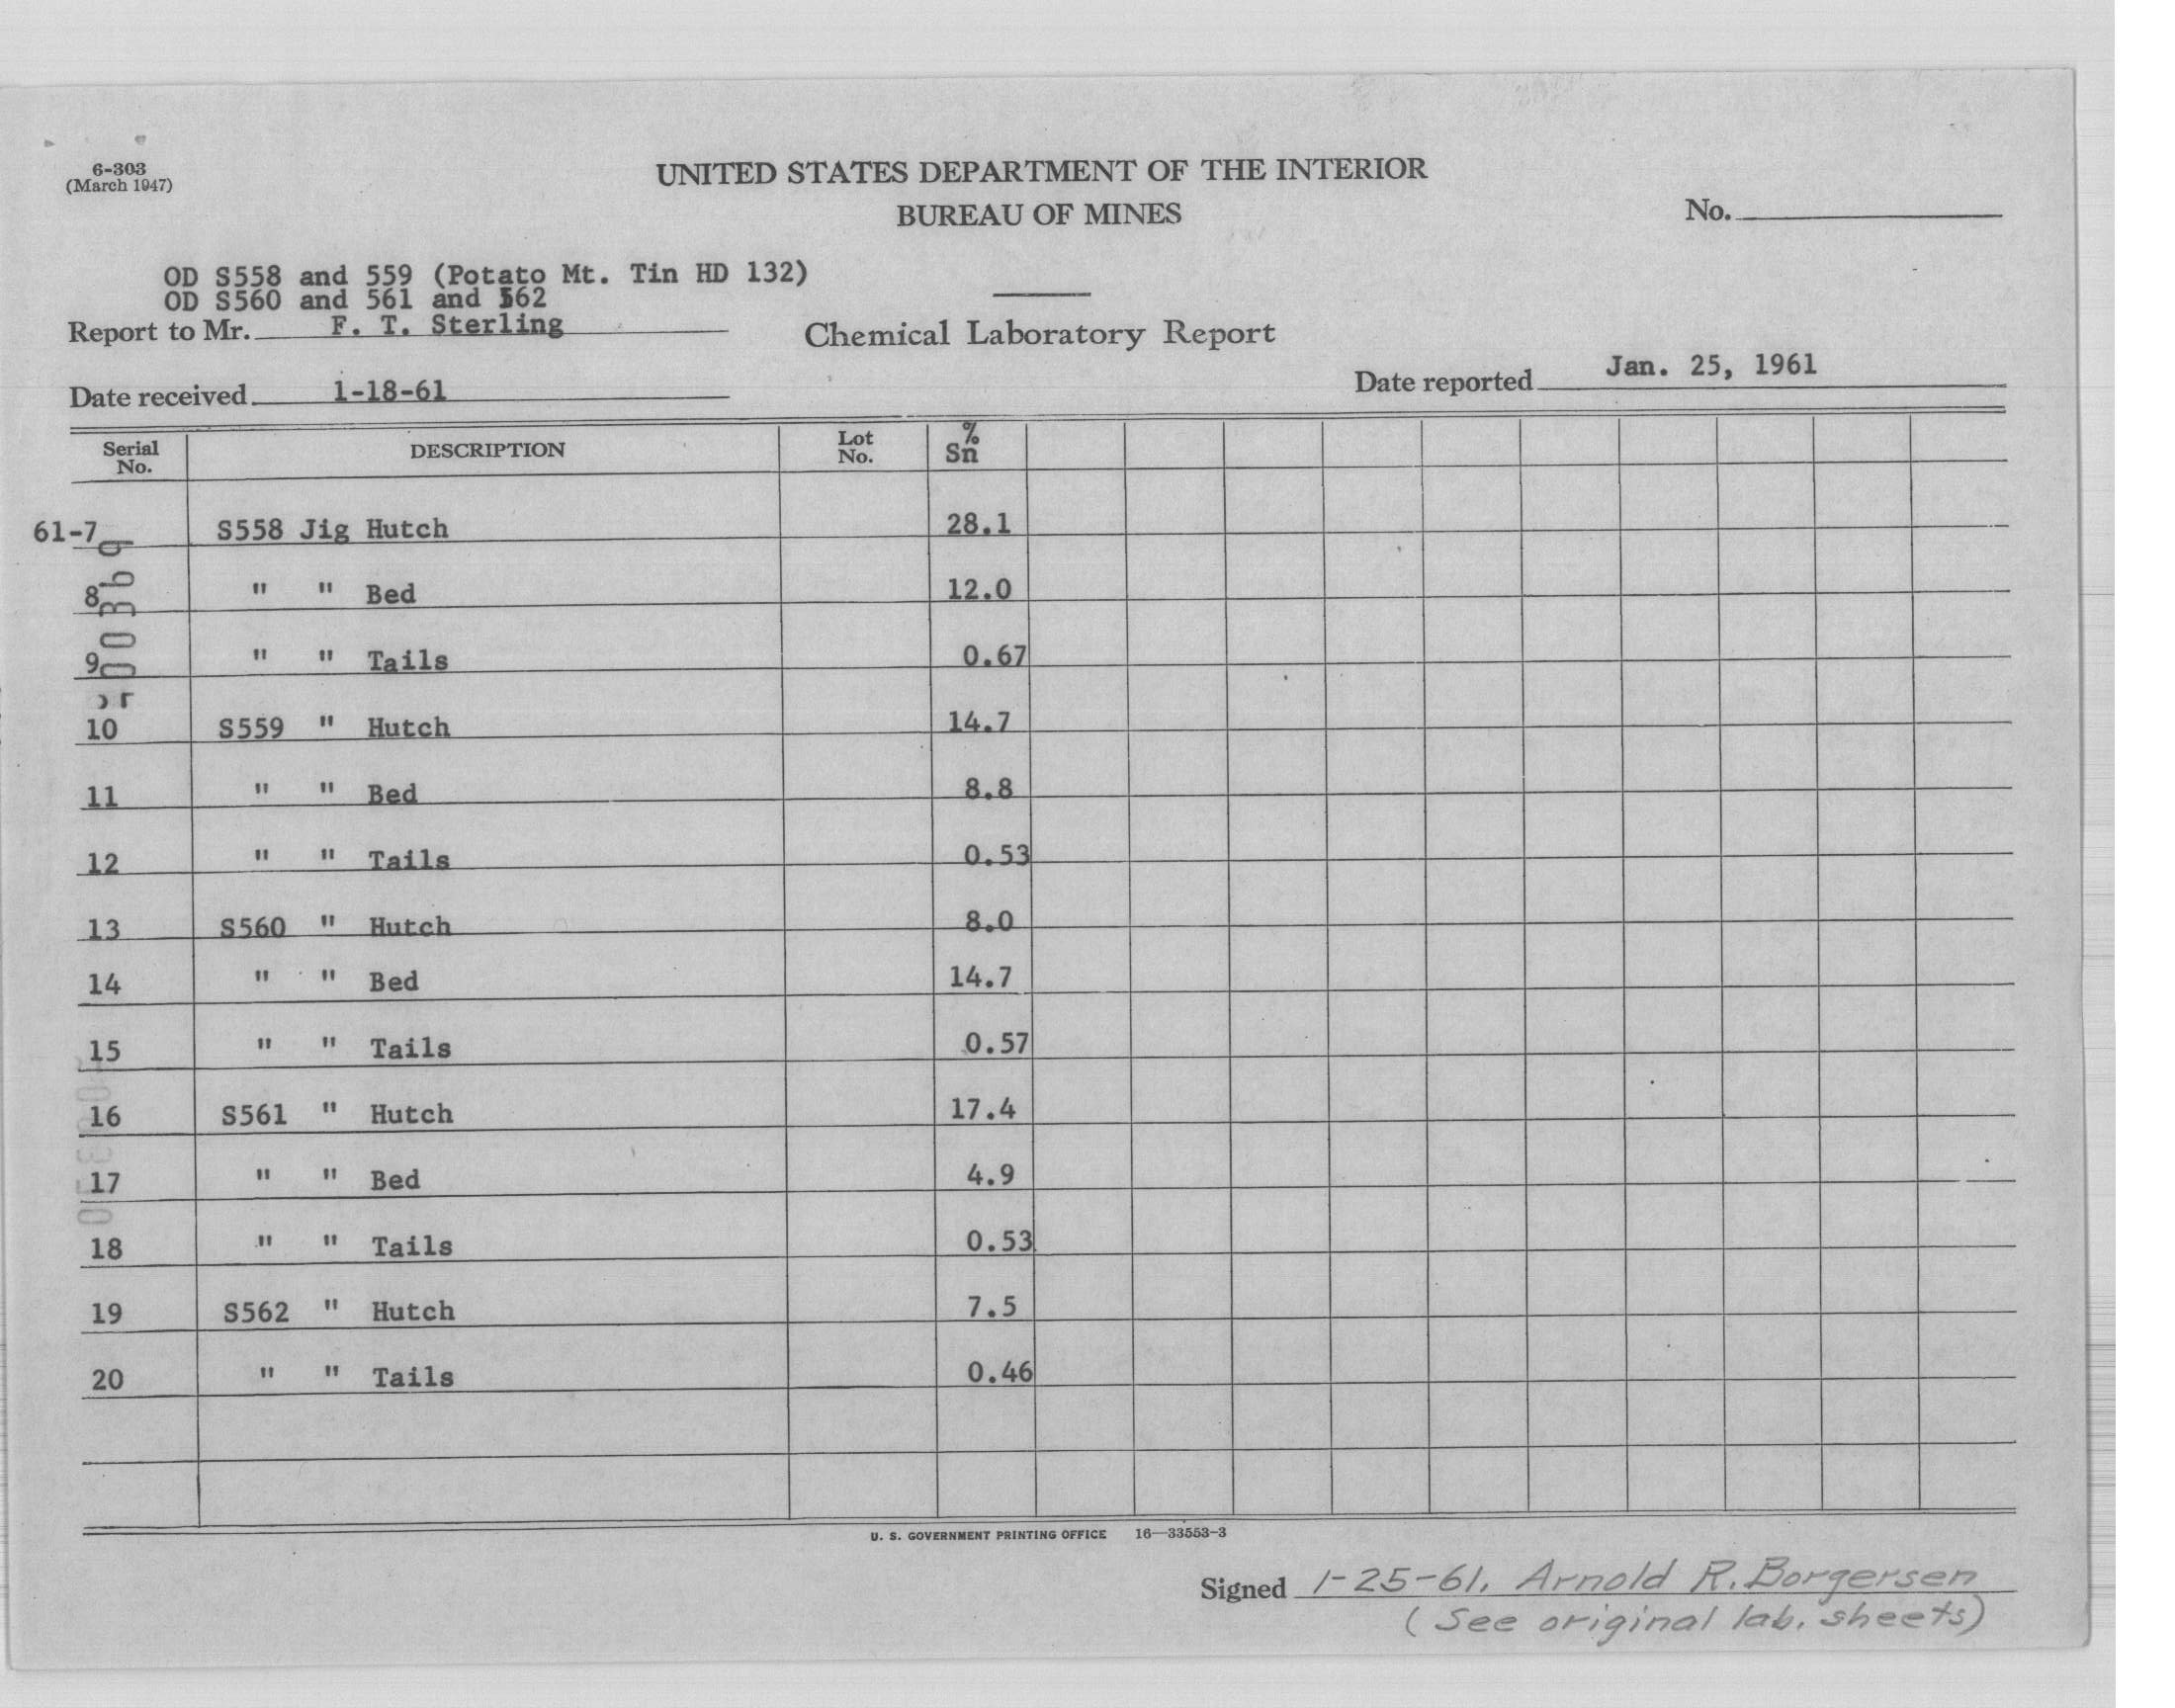 6-303
(March 1947)
UNITED STATES DEPARTMENT OF THE INTERIOR
BUREAU OF MINES
No.
OD S558 and 559 (Potato Mt. Tin HD 132)
OD S560 and 561 and 562
Report to Mr. F. T. Sterling
Chemical Laboratory Report
Date received 1-18-61
Date reported Jan. 25, 1961
Serial No. DESCRIPTION Lot No. % Sn
61-7 S558 Jig Hutch 28.1
8 " " Bed 12.0
9 " " Tails 0.67
10 S559 " Hutch 14.7
11 " " Bed 8.8
12 " " Tails 0.53
13 S560 " Hutch 8.0
14 " " Bed 14.7
15 " " Tails 0.57
16 S561 " Hutch 17.4
17 " " Bed 4.9
18 " " Tails 0.53
19 S562 " Hutch 7.5
20 " " Tails 0.46
U. S. GOVERNMENT PRINTING OFFICE 16—33553-3
Signed 1-25-61, Arnold R. Borgersen
(See original lab. sheets)